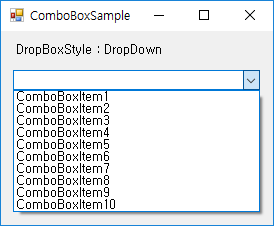 ComboBoxSample
DropBoxStyle : DropDown
ComboBoxItem1
ComboBoxItem2
ComboBoxItem3
ComboBoxItem4
ComboBoxItem5
ComboBoxItem6
ComboBoxItem7
ComboBoxItem8
ComboBoxItem9
ComboBoxItem10